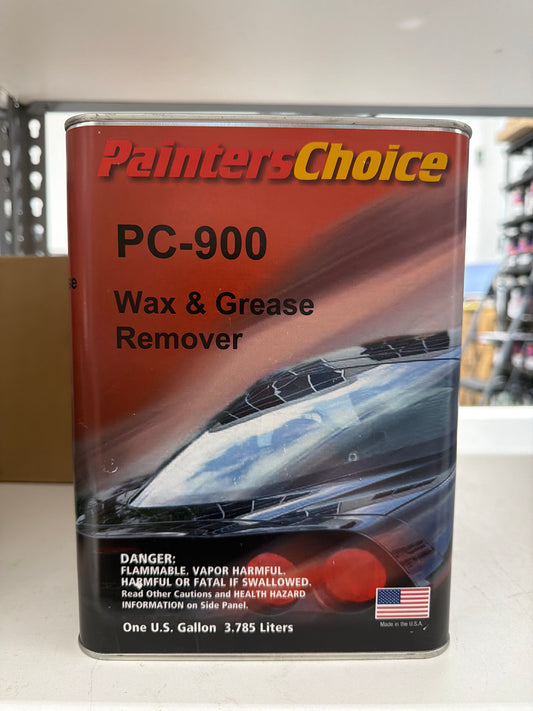 PaintersChoice
PC-900
Wax & Grease
Remover
DANGER:
FLAMMABLE. VAPOR HARMFUL.
HARMFUL OR FATAL IF SWALLOWED.
Read Other Cautions and HEALTH HAZARD
INFORMATION on Side Panel.
One U.S. Gallon 3.785 Liters
Made in the U.S.A.